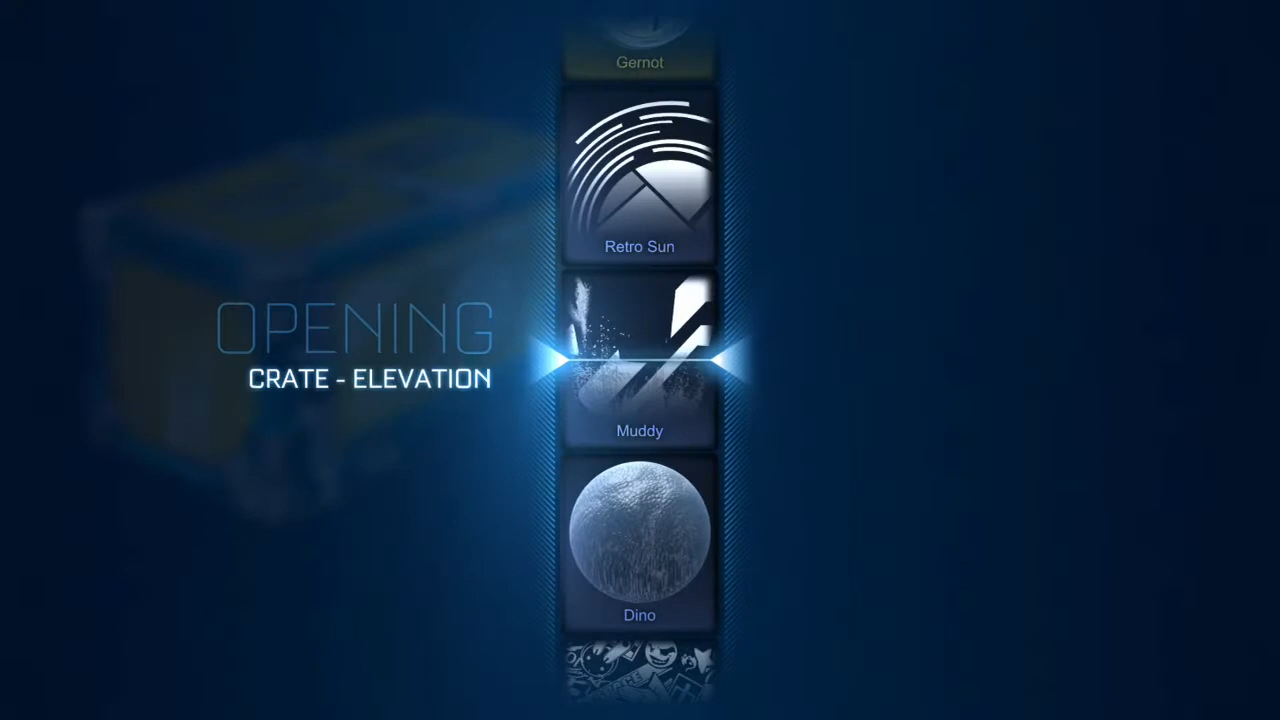 Gernot
Retro Sun
OPENING
CRATE - ELEVATION
Muddy
Dino